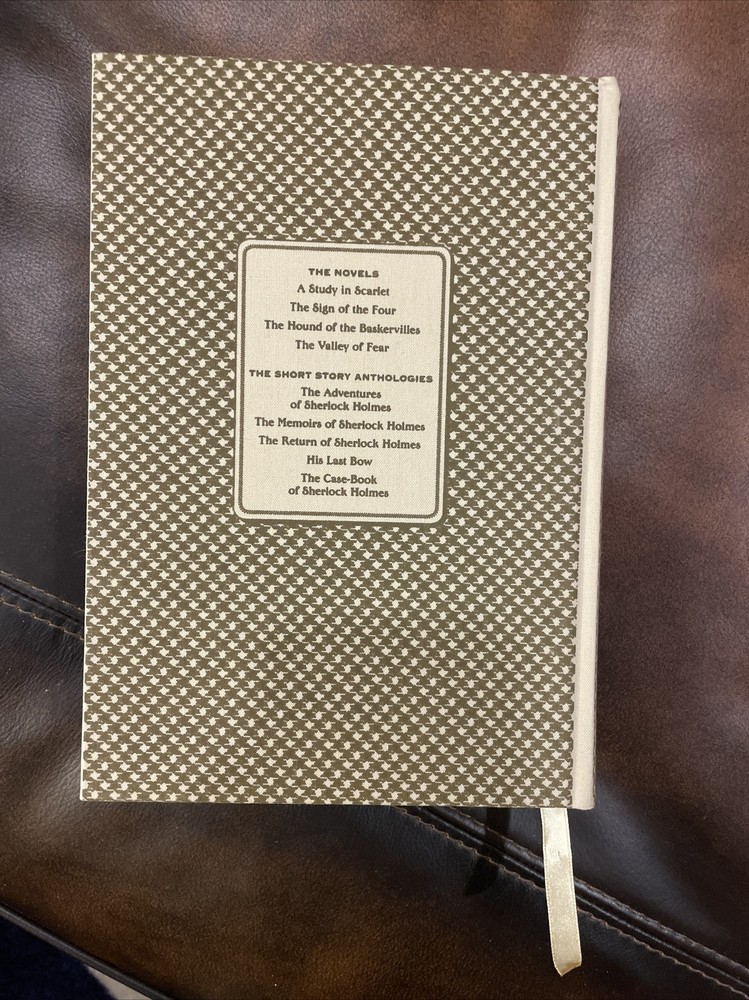 THE NOVELS
A Study in Scarlet
The Sign of the Four
The Hound of the Baskervilles
The Valley of Fear
THE SHORT STORY ANTHOLOGIES
The Adventures
of Sherlock Holmes
The Memoirs of Sherlock Holmes
The Return of Sherlock Holmes
His Last Bow
The Case-Book
of Sherlock Holmes